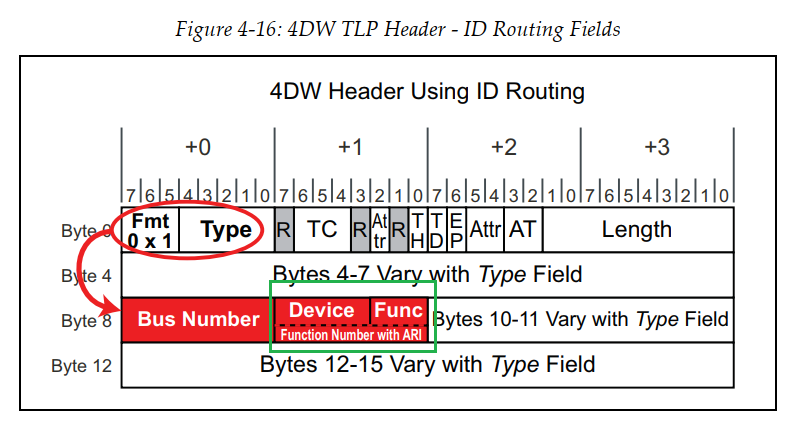 Figure 4-16: 4DW TLP Header - ID Routing Fields
4DW Header Using ID Routing
+0 +1 +2 +3
7 6 5 4 3 2 1 0 7 6 5 4 3 2 1 0 7 6 5 4 3 2 1 0 7 6 5 4 3 2 1 0
Byte 0 Fmt 0 x 1 Type R TC R Attr R TH TD EP Attr AT Length
Byte 4 Bytes 4-7 Vary with Type Field
Byte 8 Bus Number Device Func Function Number with ARI Bytes 10-11 Vary with Type Field
Byte 12 Bytes 12-15 Vary with Type Field